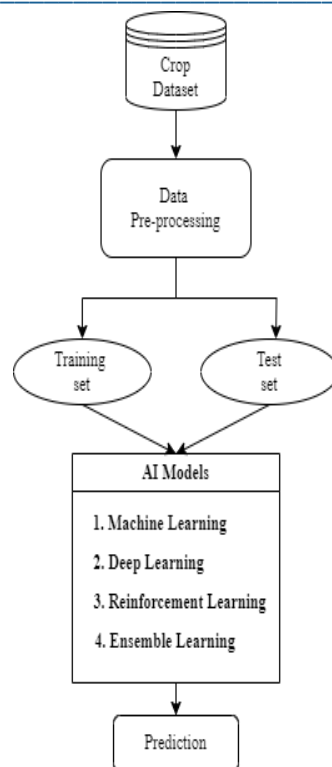 Crop
Dataset
Data
Pre-processing
Training
set
Test
set
AI Models
1. Machine Learning
2. Deep Learning
3. Reinforcement Learning
4. Ensemble Learning
Prediction